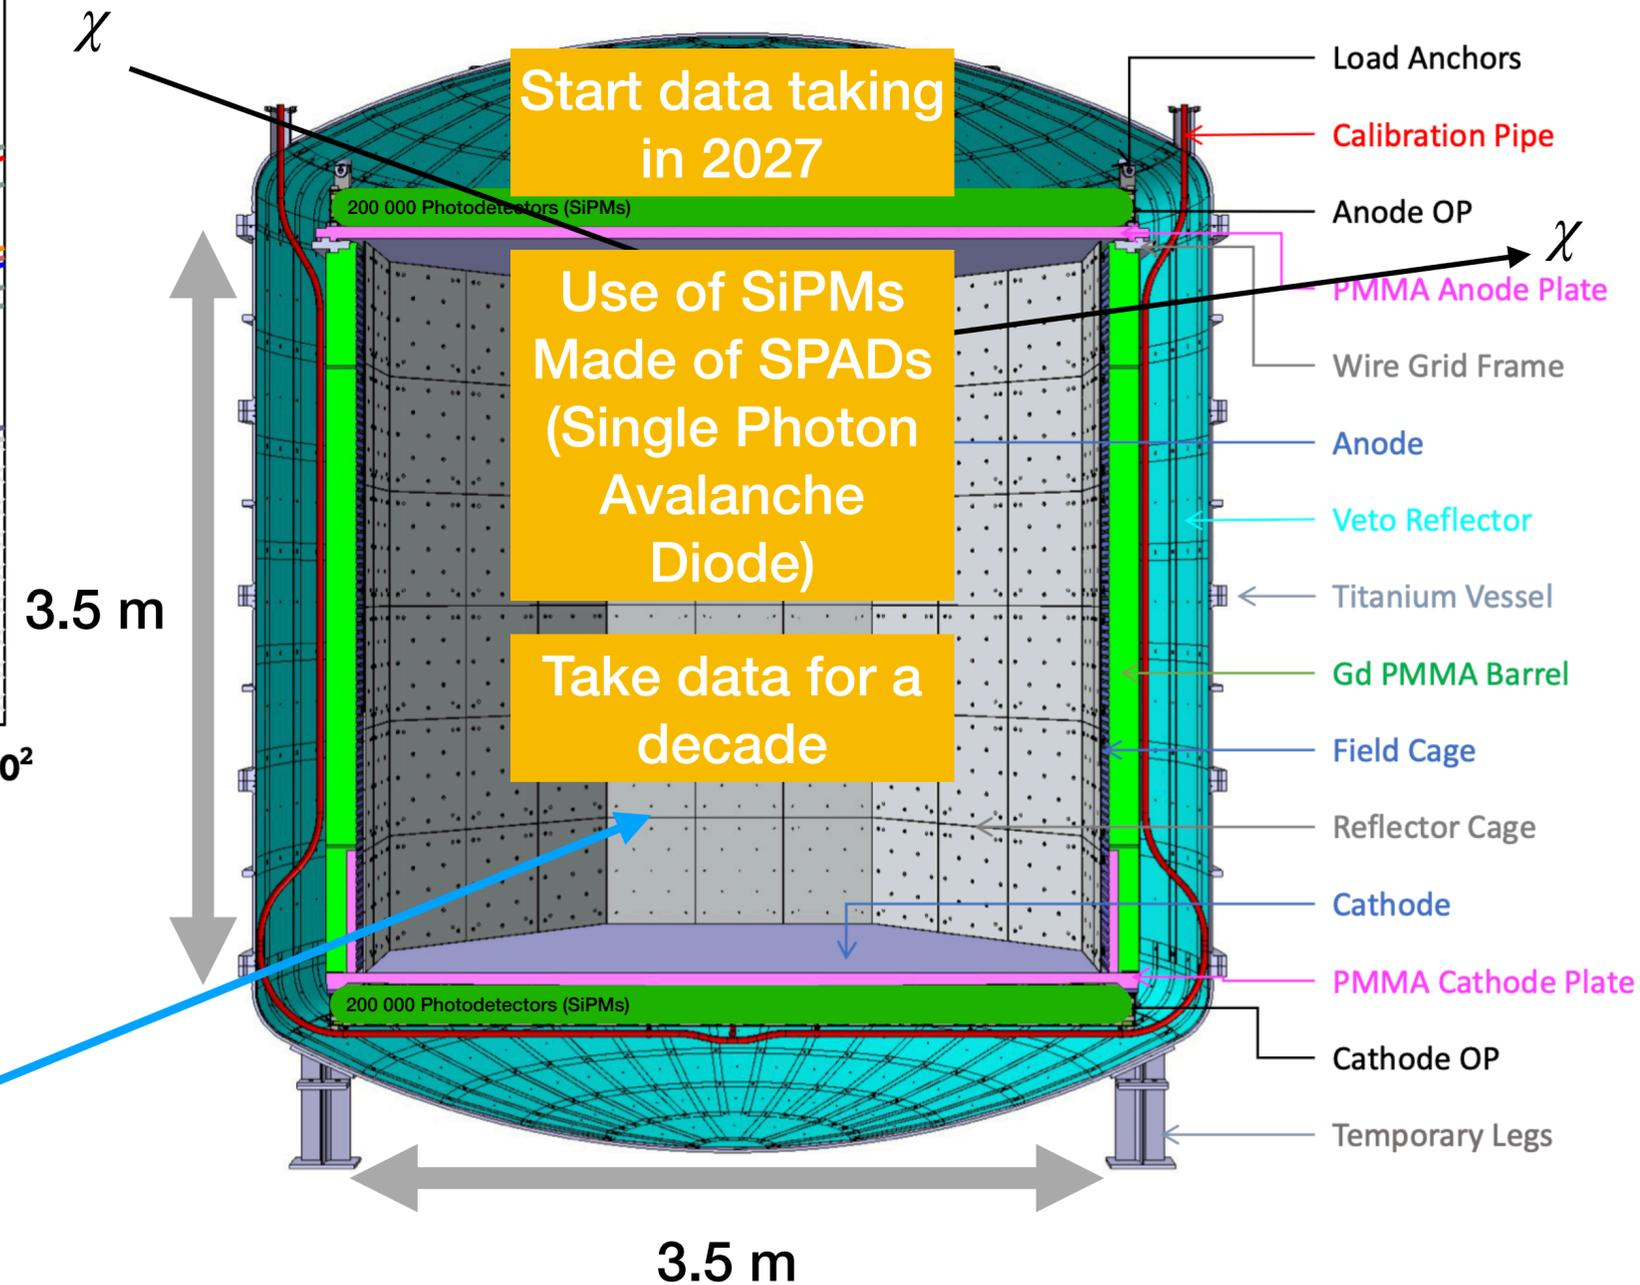 χ
Start data taking
in 2027
200 000 Photodetectors (SiPMs)
Use of SiPMs
Made of SPADs
(Single Photon
Avalanche
Diode)
Take data for a
decade
3.5 m
0²
200 000 Photodetectors (SiPMs)
3.5 m
Load Anchors
Calibration Pipe
Anode OP
χ
PMMA Anode Plate
Wire Grid Frame
Anode
Veto Reflector
Titanium Vessel
Gd PMMA Barrel
Field Cage
Reflector Cage
Cathode
PMMA Cathode Plate
Cathode OP
Temporary Legs